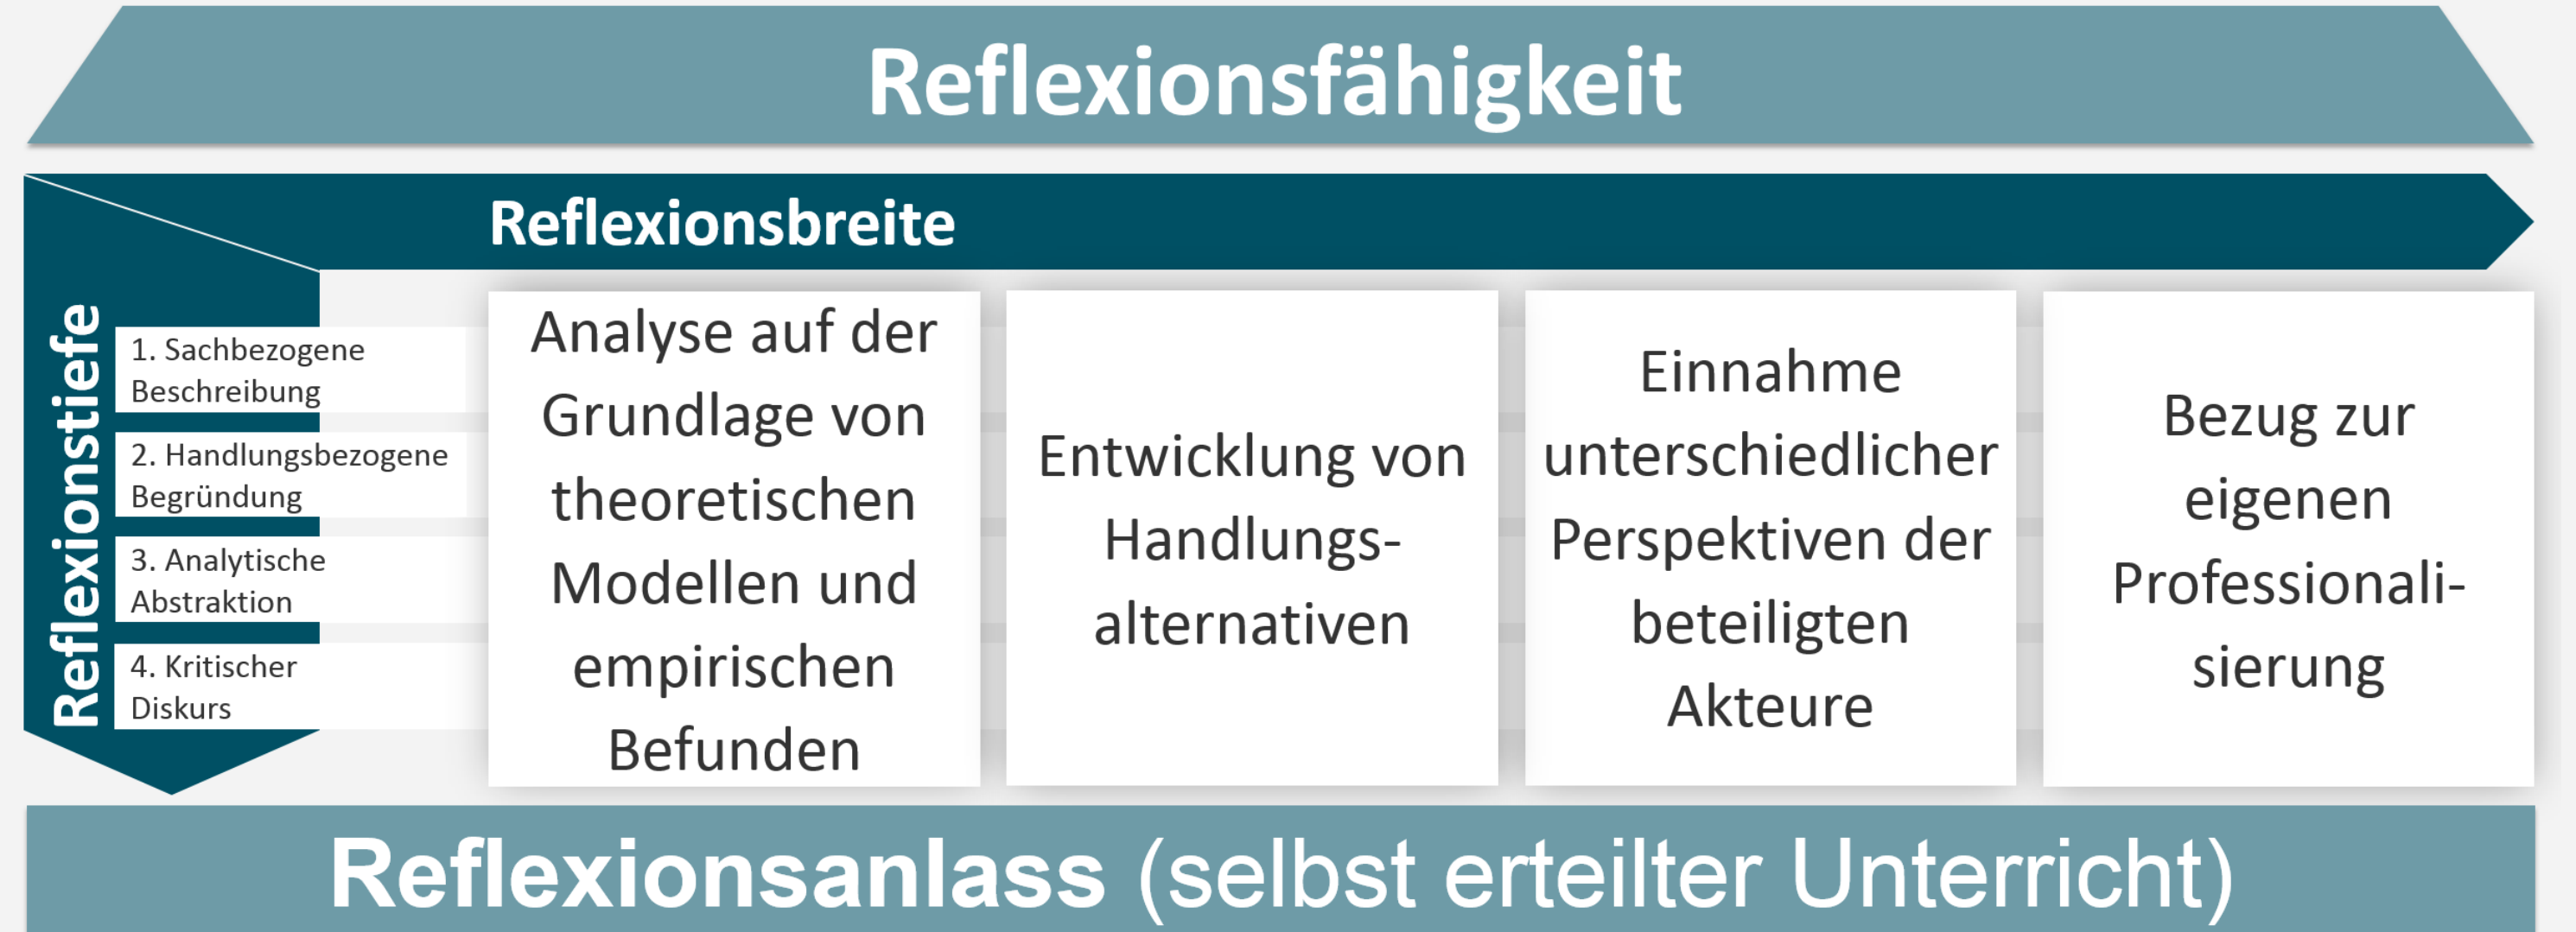 Reflexionsfähigkeit
Reflexionsbreite
Reflexionstiefe
1. Sachbezogene
Beschreibung
2. Handlungsbezogene
Begründung
3. Analytische
Abstraktion
4. Kritischer
Diskurs
Analyse auf der
Grundlage von
theoretischen
Modellen und
empirischen
Befunden
Entwicklung von
Handlungs-
alternativen
Einnahme
unterschiedlicher
Perspektiven der
beteiligten
Akteure
Bezug zur
eigenen
Professionali-
sierung
Reflexionsanlass (selbst erteilter Unterricht)